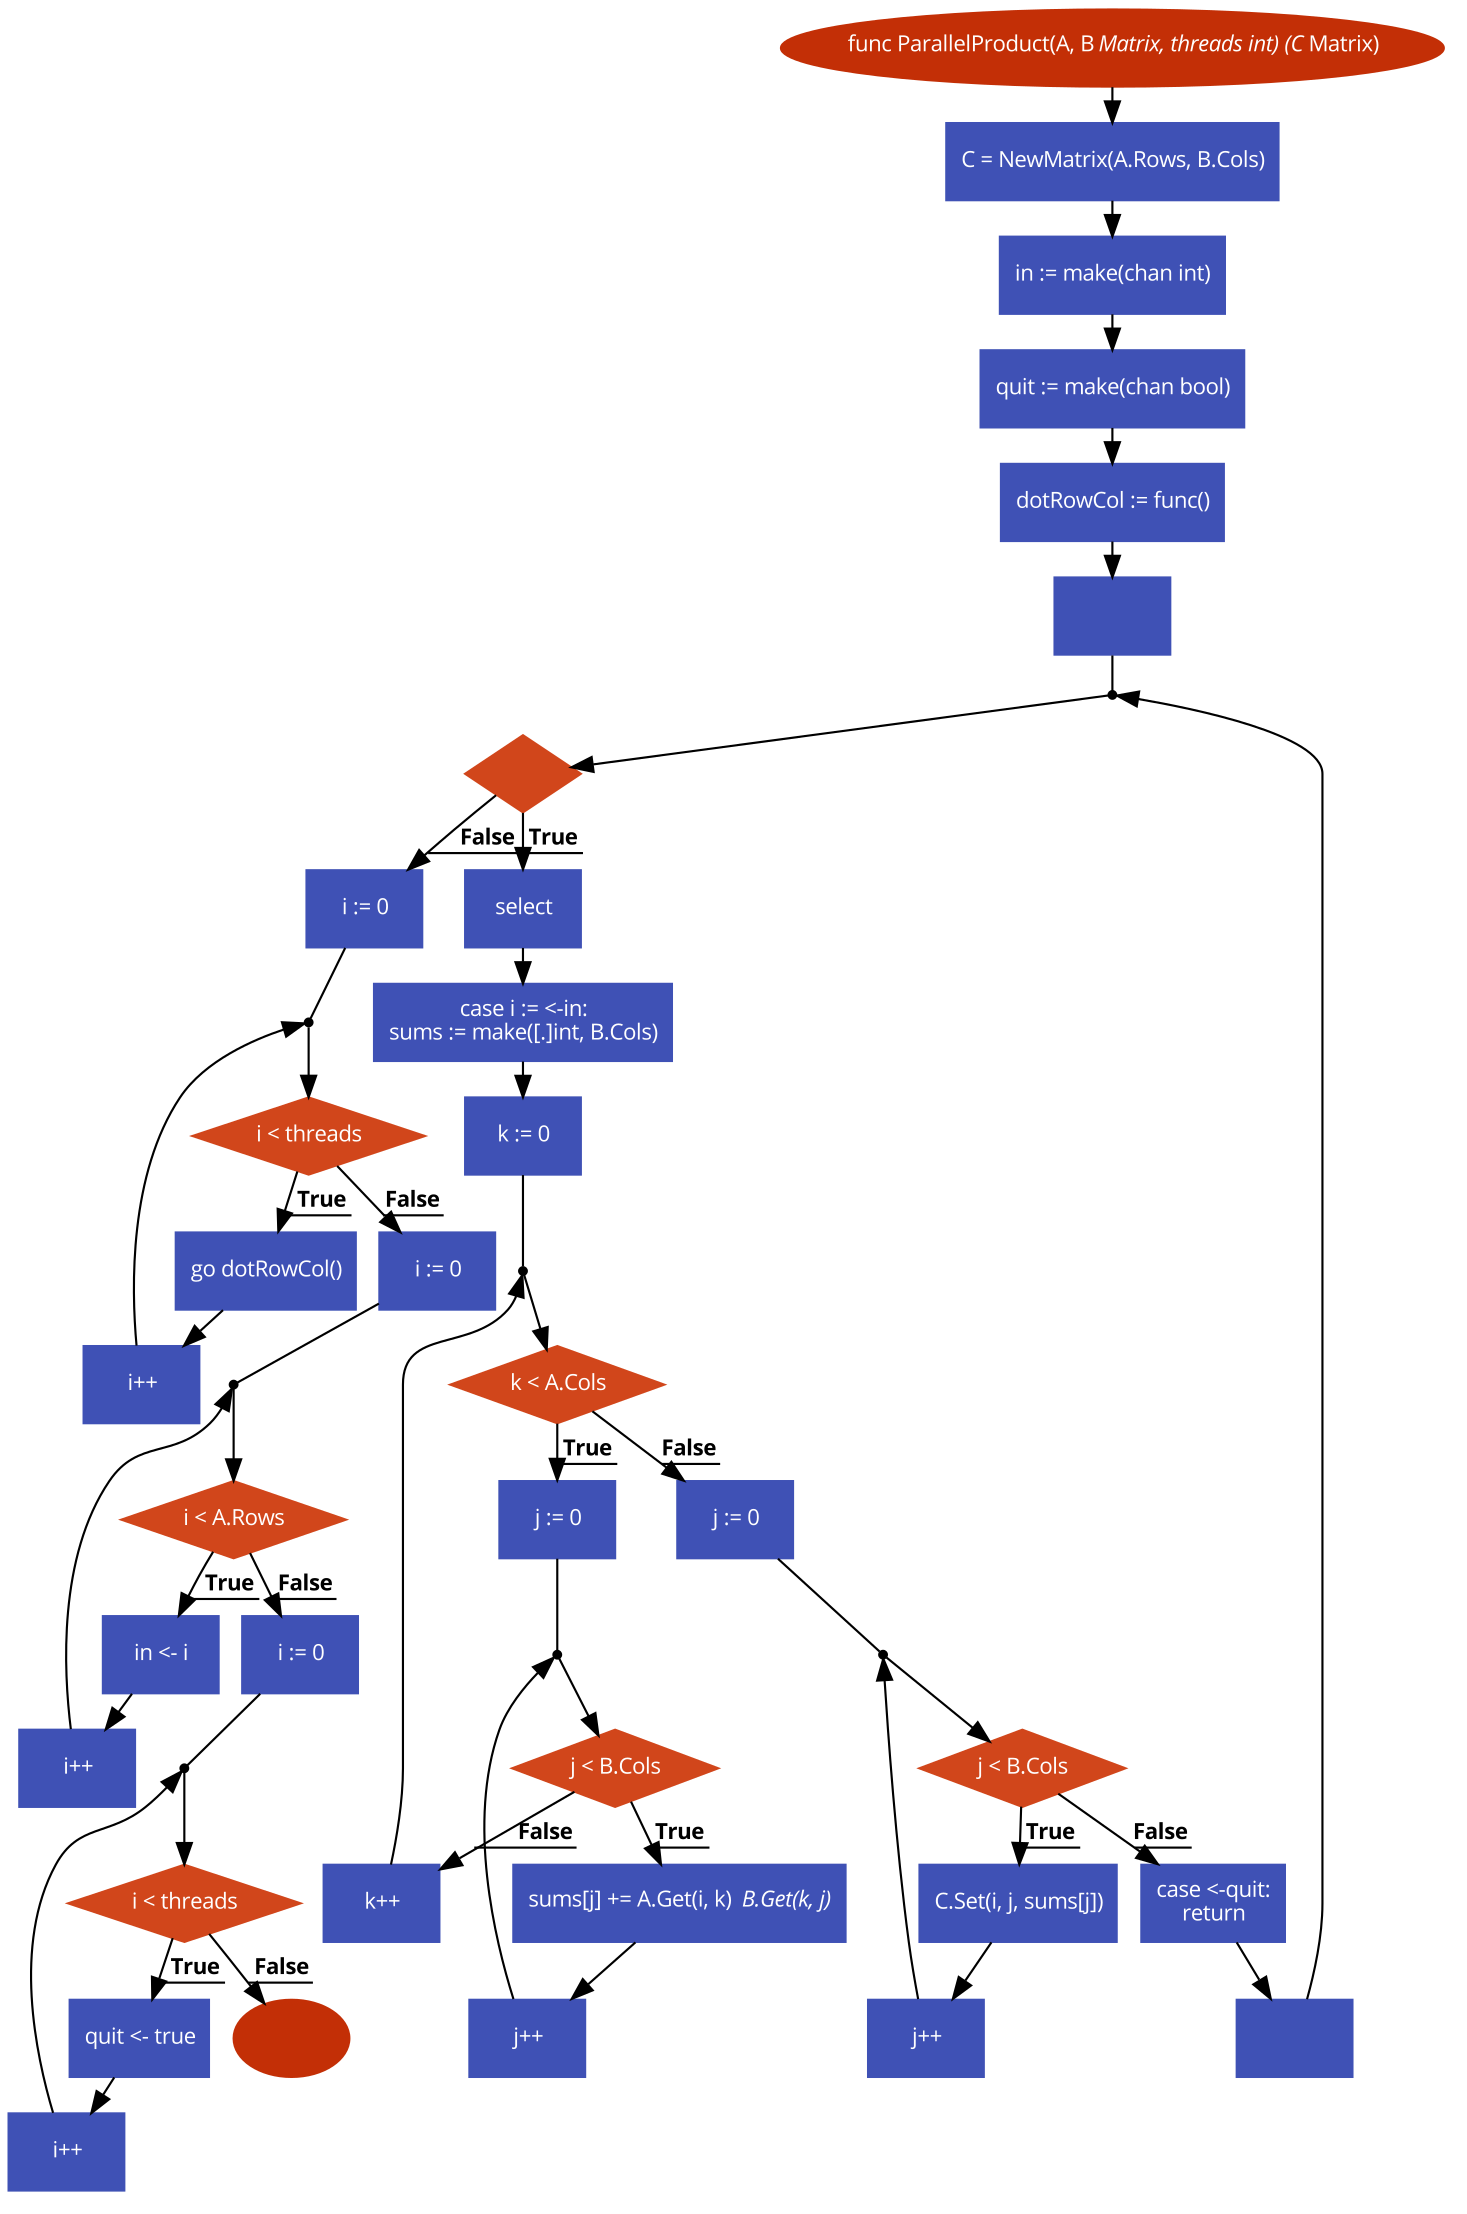 func ParallelProduct(A, B Matrix, threads int) (C Matrix)
C = NewMatrix(A.Rows, B.Cols)
in := make(chan int)
quit := make(chan bool)
dotRowCol := func()
False
True
i := 0
select
case i := <-in:
sums := make([.]int, B.Cols)
i < threads
k := 0
True
False
go dotRowCol()
i := 0
i++
k < A.Cols
True
False
i < A.Rows
j := 0
j := 0
True
False
in <- i
i := 0
i++
j < B.Cols
j < B.Cols
False
True
True
False
i < threads
k++
sums[j] += A.Get(i, k) B.Get(k, j)
C.Set(i, j, sums[j])
case <-quit:
return
True
False
quit <- true
j++
j++
i++